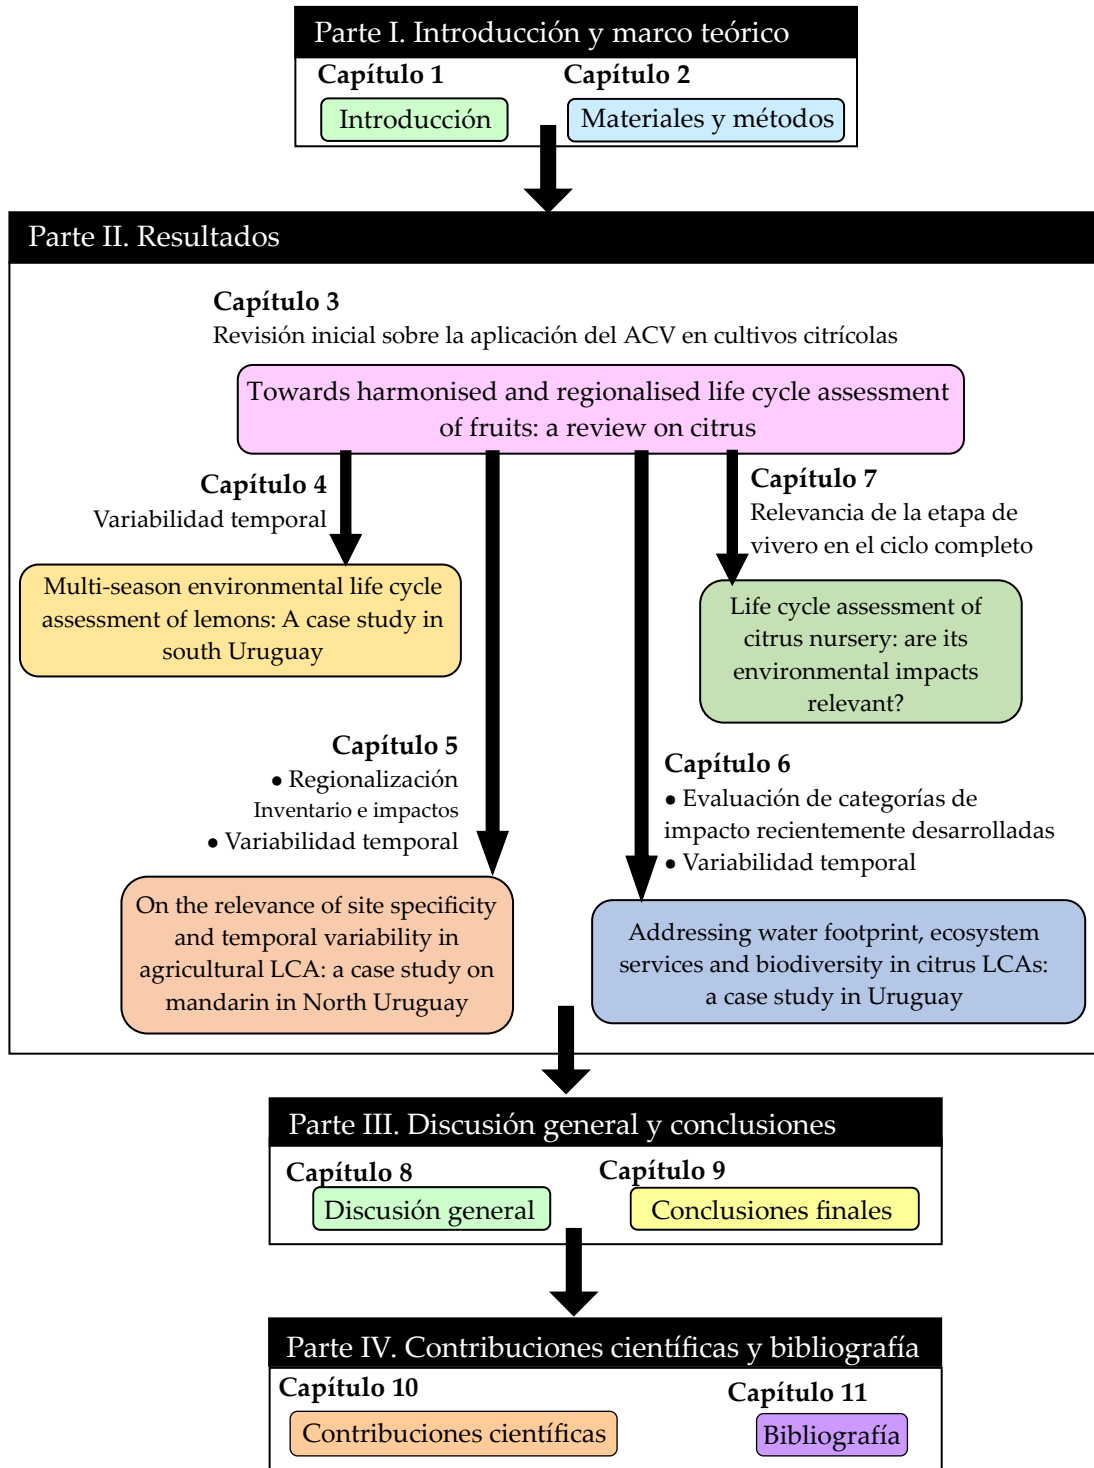 Parte I. Introducción y marco teórico
Capítulo 1
Introducción
Capítulo 2
Materiales y métodos
Parte II. Resultados
Capítulo 3
Revisión inicial sobre la aplicación del ACV en cultivos citrícolas
Towards harmonised and regionalised life cycle assessment
of fruits: a review on citrus
Capítulo 4
Variabilidad temporal
Multi-season environmental life cycle
assessment of lemons: A case study in
south Uruguay
Capítulo 7
Relevancia de la etapa de
vivero en el ciclo completo
Life cycle assessment of
citrus nursery: are its
environmental impacts
relevant?
Capítulo 5
● Regionalización
Inventario e impactos
● Variabilidad temporal
On the relevance of site specificity
and temporal variability in
agricultural LCA: a case study on
mandarin in North Uruguay
Capítulo 6
● Evaluación de categorías de
impacto recientemente desarrolladas
● Variabilidad temporal
Addressing water footprint, ecosystem
services and biodiversity in citrus LCAs:
a case study in Uruguay
Parte III. Discusión general y conclusiones
Capítulo 8
Discusión general
Capítulo 9
Conclusiones finales
Parte IV. Contribuciones científicas y bibliografía
Capítulo 10
Contribuciones científicas
Capítulo 11
Bibliografía